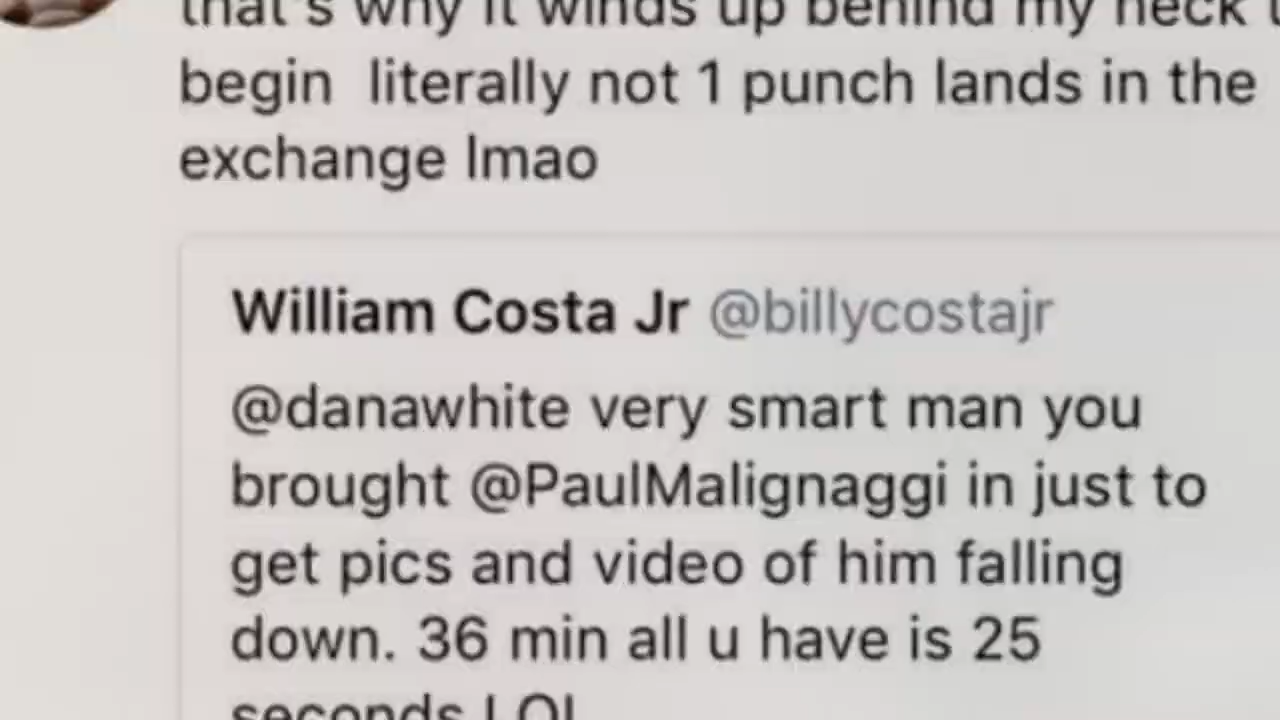 that's why it winds up behind my neck
begin literally not 1 punch lands in the
exchange lmao
William Costa Jr @billycostajr
@danawhite very smart man you
brought @PaulMalignaggi in just to
get pics and video of him falling
down. 36 min all u have is 25
seconds LOL